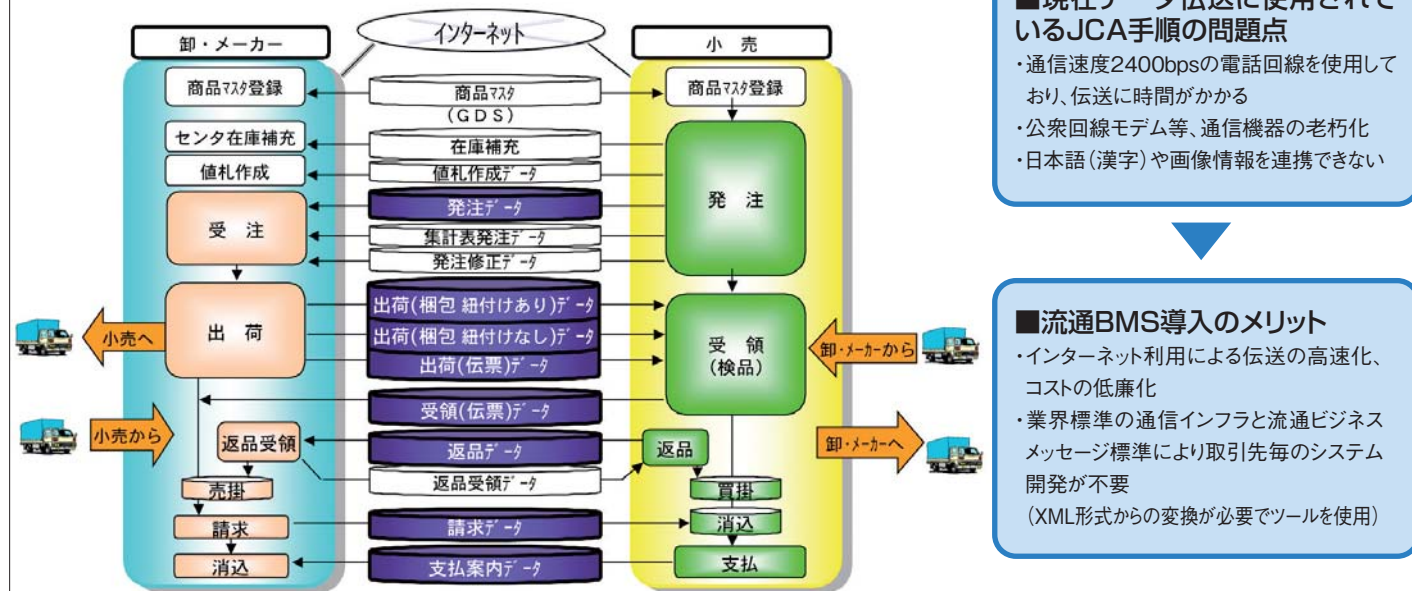 インターネット
卸・メーカー
小 売
商品マスタ登録
商品マスタ
(GDS)
商品マスタ登録
センタ在庫補充
在庫補充
値札作成
値札作成データ
発注データ
発 注
受 注
集計表発注データ
発注修正データ
出荷(梱包 紐付けあり)データ
出 荷
出荷(梱包 紐付けなし)データ
受 領
(検品)
小売へ
卸・メーカーから
出荷(伝票)データ
受領(伝票)データ
小売から
返品受領
返品データ
返品
卸・メーカーへ
返品受領データ
売掛
買掛
請求
請求データ
消込
消込
支払案内データ
支払
■現在データ伝送に使用されて
いるJCA手順の問題点
・通信速度2400bpsの電話回線を使用して
おり、伝送に時間がかかる
・公衆回線モデム等、通信機器の老朽化
・日本語(漢字)や画像情報を連携できない
■流通BMS導入のメリット
・インターネット利用による伝送の高速化、
コストの低廉化
・業界標準の通信インフラと流通ビジネス
メッセージ標準により取引先毎のシステム
開発が不要
(XML形式からの変換が必要でツールを使用)